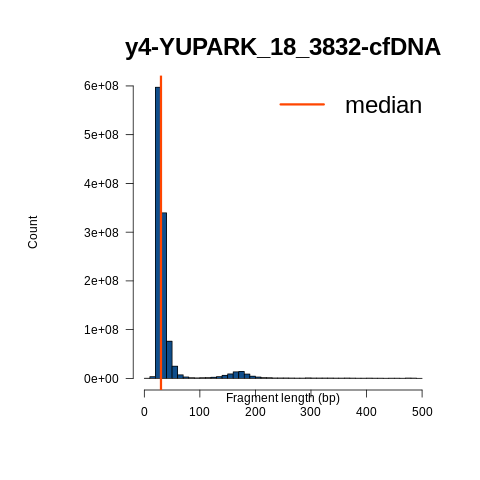 y4-YUPARK_18_3832-cfDNA
median
Count
6e+08
5e+08
4e+08
3e+08
2e+08
1e+08
0e+00
0 100 200 300 400 500
Fragment length (bp)